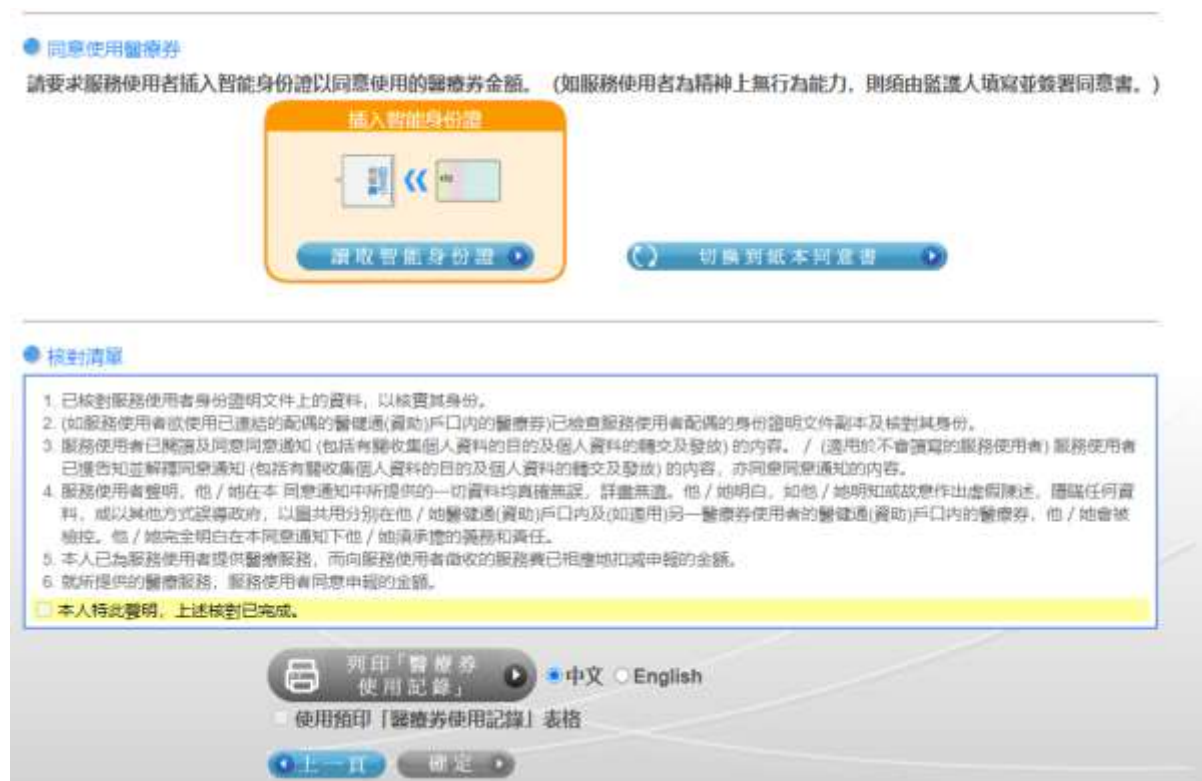 同意使用醫療券
請要求服務使用者插入智能身份證以同意使用的醫療券金額。 (如服務使用者為精神上無行為能力，則須由監護人填寫並簽署同意書。)
插入智能身份證
讀取智能身份證
切換到紙本同意書
核對清單
1. 已核對服務使用者身份證明文件上的資料，以核實其身份。
2. (如服務使用者欲使用已連結的配偶的醫健通(資助)戶口內的醫療券)已檢查服務使用者配偶的身份證明文件副本及核對其身份。
3. 服務使用者已閱讀及同意同意通知 (包括有關收集個人資料的目的及個人資料的轉交及發放) 的內容。 / (適用於不會讀寫的服務使用者) 服務使用者
已獲告知並解釋同意通知 (包括有關收集個人資料的目的及個人資料的轉交及發放) 的內容，亦同意同意通知的內容。
4. 服務使用者聲明，他 / 她在本 同意通知中所提供的一切資料均真確無誤，詳盡無遺。他 / 她明白，如他 / 她明知或故意作出虛假陳述，隱瞞任何資
料，或以其他方式誤導政府，以圖共用分別在他 / 她醫健通(資助)戶口內及(如適用)另一醫療券使用者的醫健通(資助)戶口內的醫療券，他 / 她會被
檢控。他 / 她完全明白在本同意通知下他 / 她須承擔的義務和責任。
5. 本人已為服務使用者提供醫療服務，而向服務使用者徵收的服務費已相應地扣減申報的金額。
6. 就所提供的醫療服務，服務使用者同意申報的金額。
本人特此聲明，上述核對已完成。
列印「醫療券
使用記錄」
中文 English
使用預印「醫療券使用記錄」表格
上一頁 確定